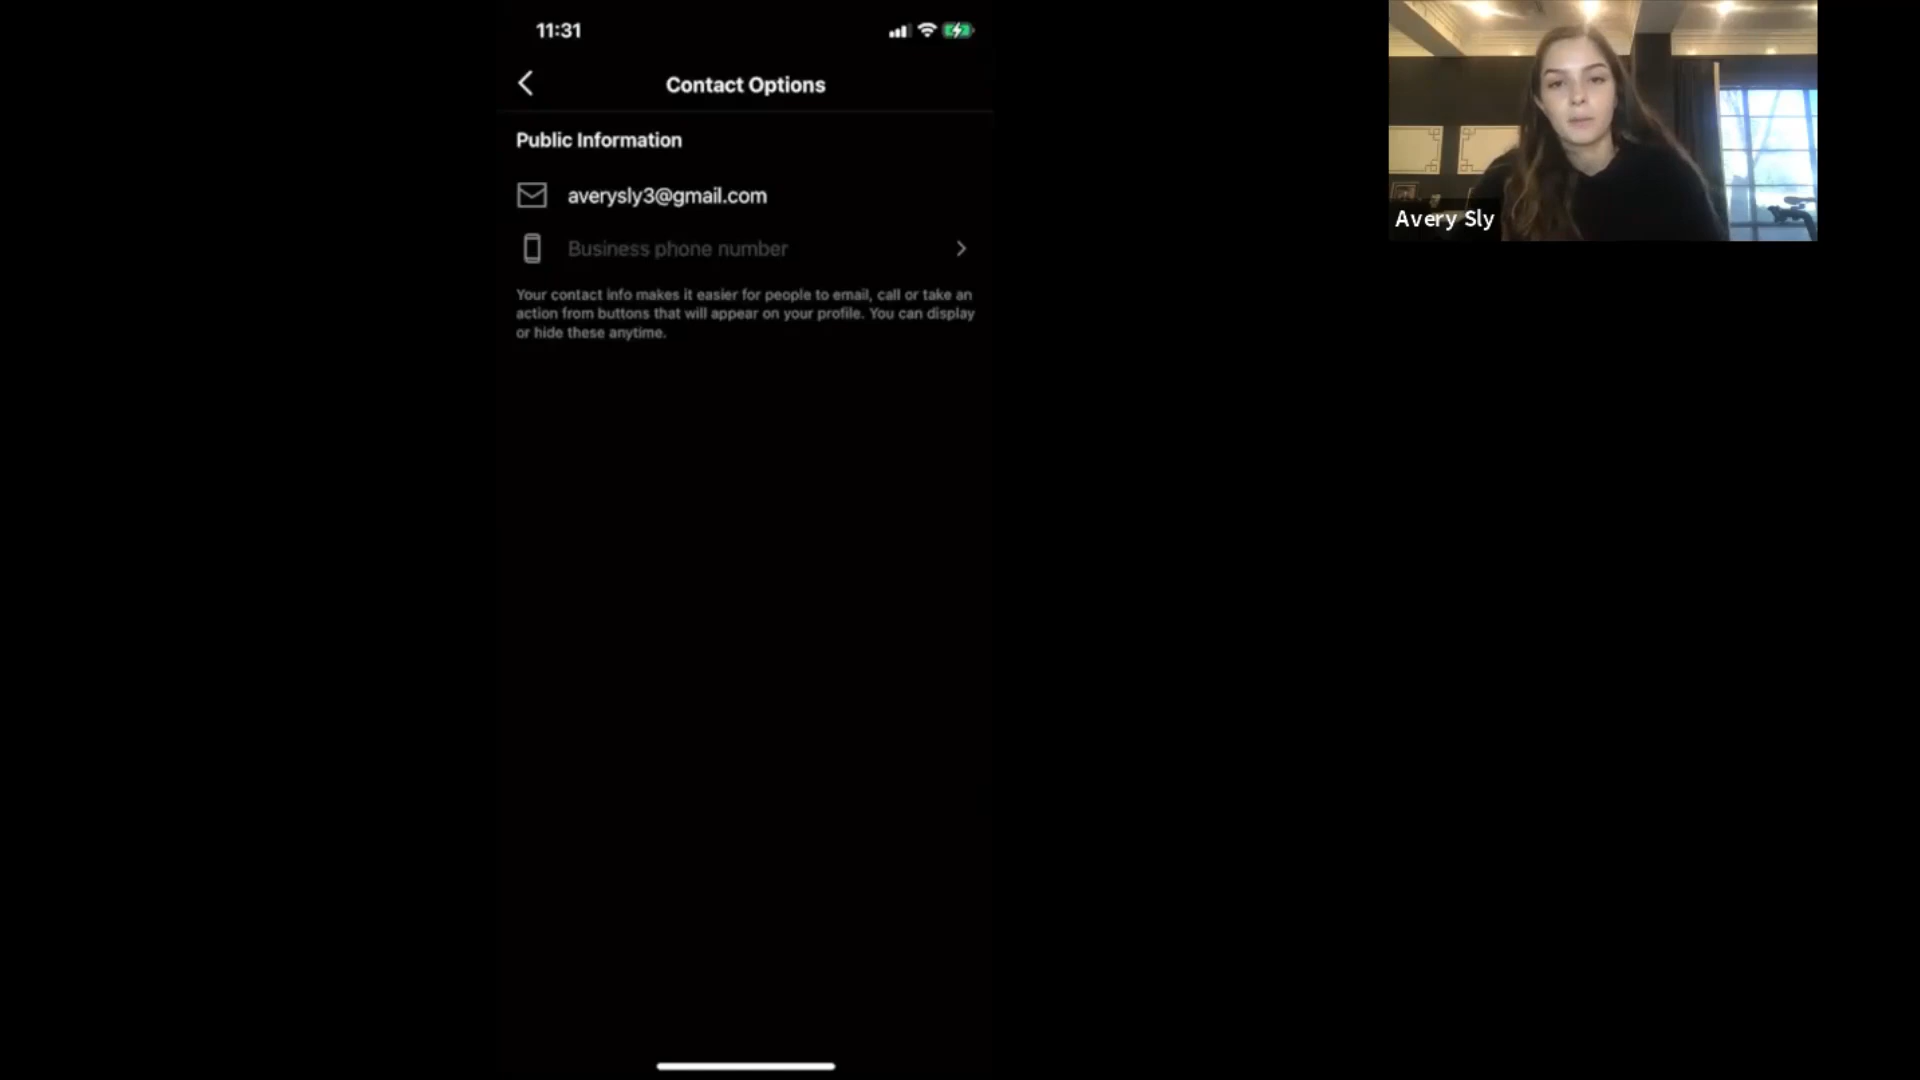 11:31
Contact Options
Public Information
averysly3@gmail.com
Business phone number
Your contact info makes it easier for people to email, call or take an
action from buttons that will appear on your profile. You can display
or hide these anytime.
Avery Sly